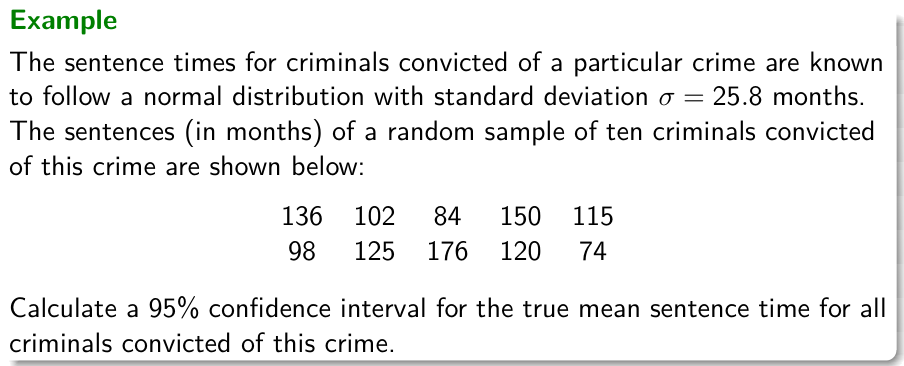 Example
The sentence times for criminals convicted of a particular crime are known
to follow a normal distribution with standard deviation σ = 25.8 months.
The sentences (in months) of a random sample of ten criminals convicted
of this crime are shown below:
136 102 84 150 115
98 125 176 120 74
Calculate a 95% confidence interval for the true mean sentence time for all
criminals convicted of this crime.